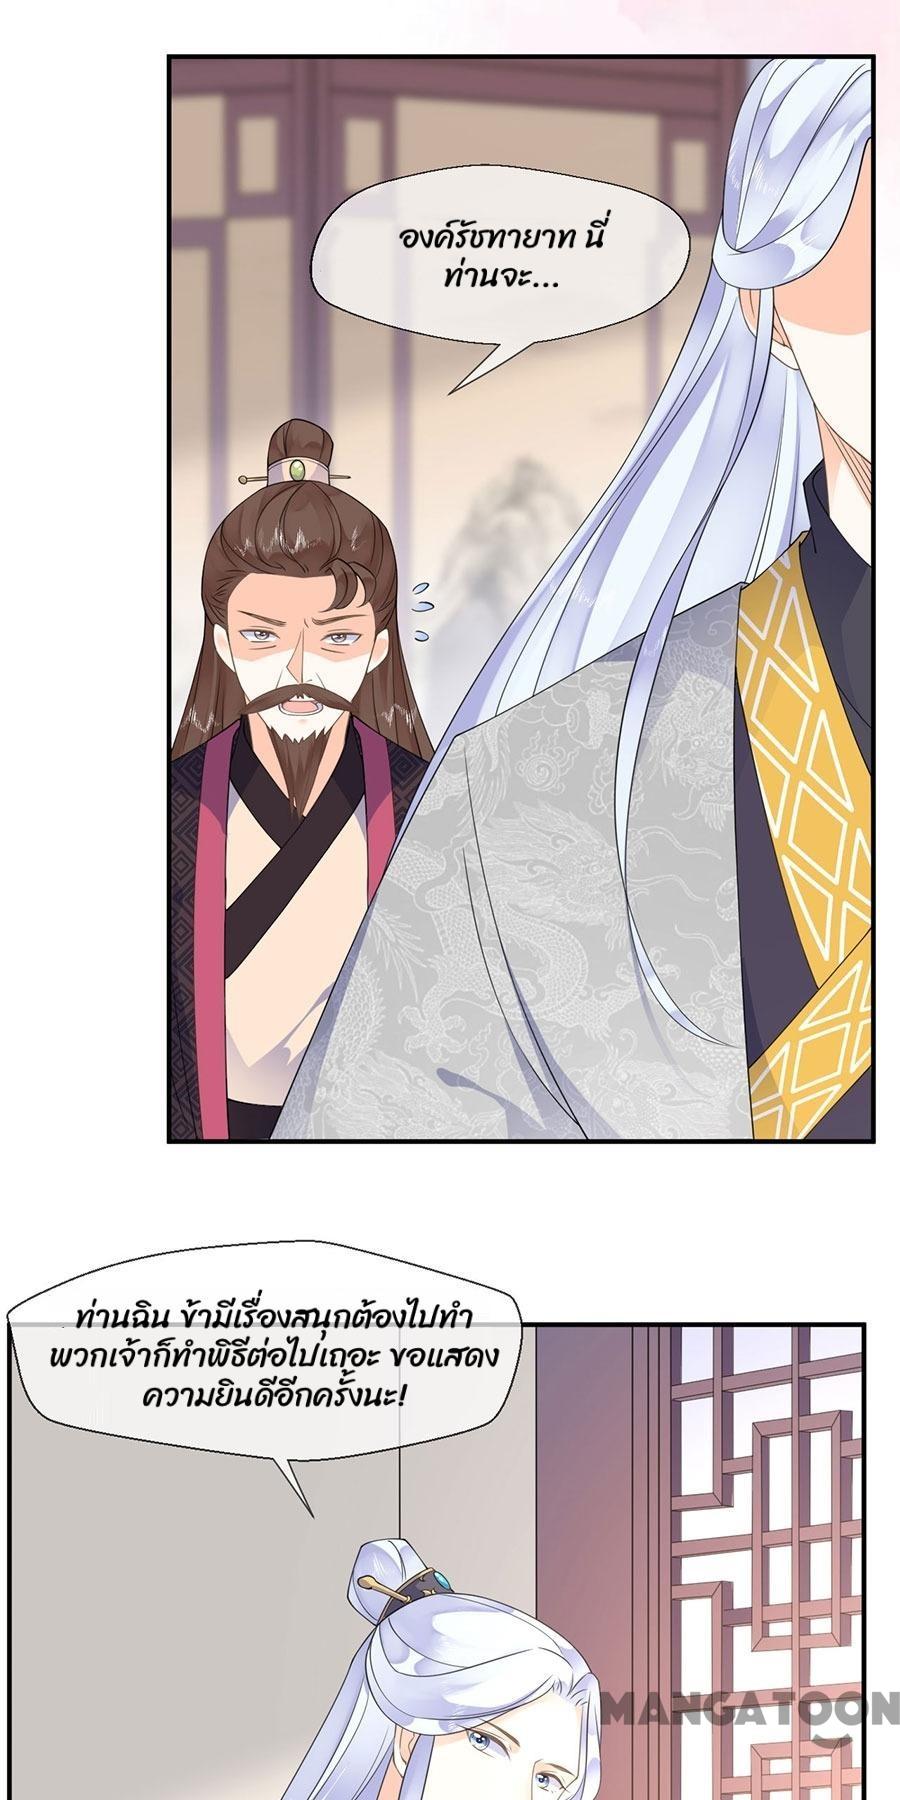 องค์รัชทายาท นี่
ท่านจะ...
ท่านฉิน ข้ามีเรื่องสนุกต้องไปทำ
พวกเจ้าก็ทำพิธีต่อไปเถอะ ขอแสดง
ความยินดีอีกครั้งนะ!
MANGATOON